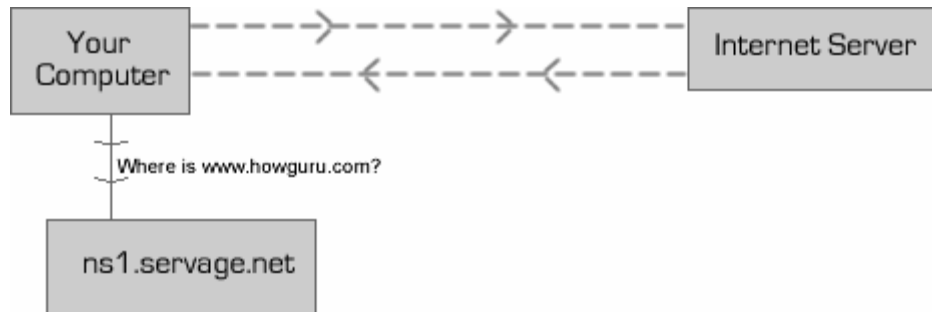 Your
Computer
Internet Server
Where is www.howguru.com?
ns1.servage.net